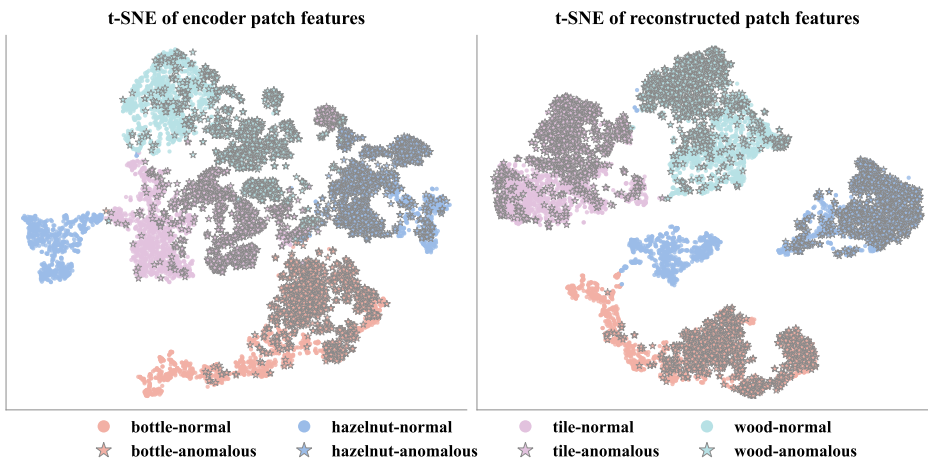 t-SNE of encoder patch features
t-SNE of reconstructed patch features
bottle-normal
hazelnut-normal
tile-normal
wood-normal
bottle-anomalous
hazelnut-anomalous
tile-anomalous
wood-anomalous